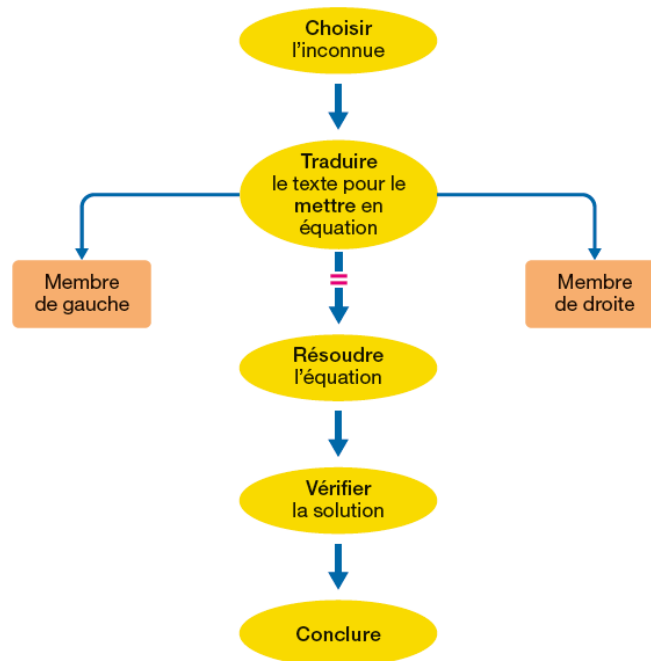 Choisir
l'inconnue
Traduire
le texte pour le
mettre en
équation
Membre
de gauche
=
Membre
de droite
Résoudre
l'équation
Vérifier
la solution
Conclure